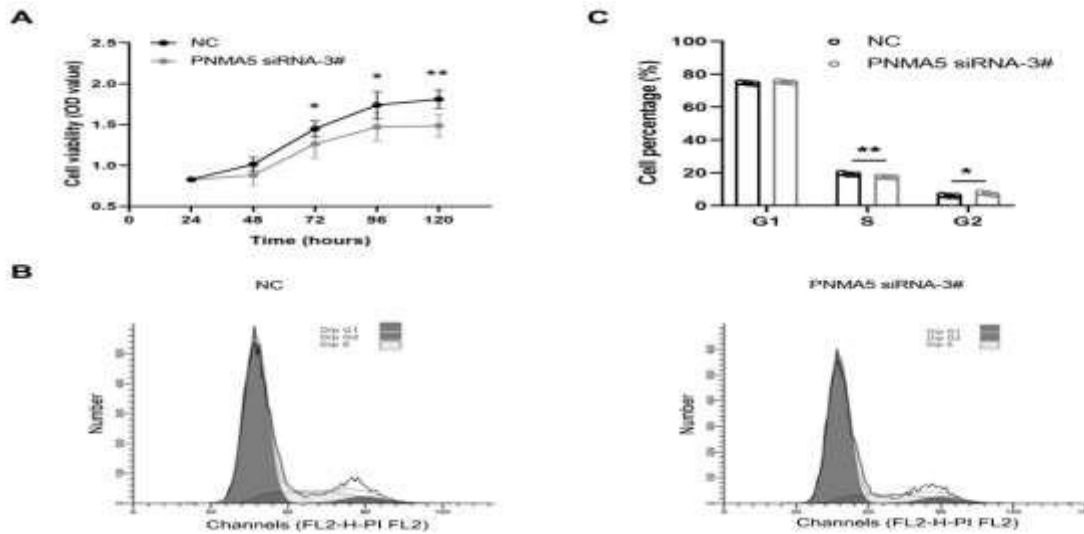 A
NC
PNMA5 siRNA-3#
Cell viability (OD value)
2.5
2.0
1.5
1.0
0.5
* * **
0 24 48 72 96 120
Time (hours)
C
NC
PNMA5 siRNA-3#
Cell percentage (%)
100
80
60
40
20
0
** *
G1 S G2
B
NC
Number
Channels (FL2-H-PI FL2)
PNMA5 siRNA-3#
Number
Channels (FL2-H-PI FL2)